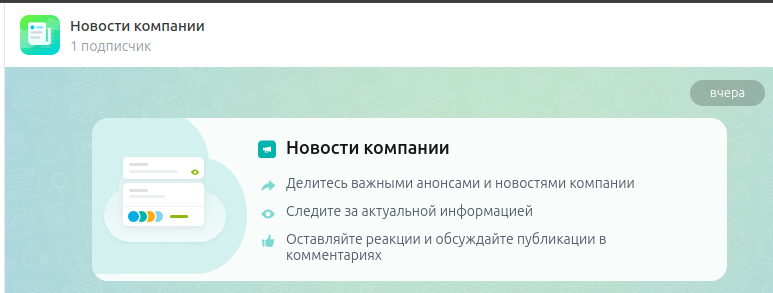 Новости компании
1 подписчик
вчера
Новости компании
Делитесь важными анонсами и новостями компании
Следите за актуальной информацией
Оставляйте реакции и обсуждайте публикации в
комментариях